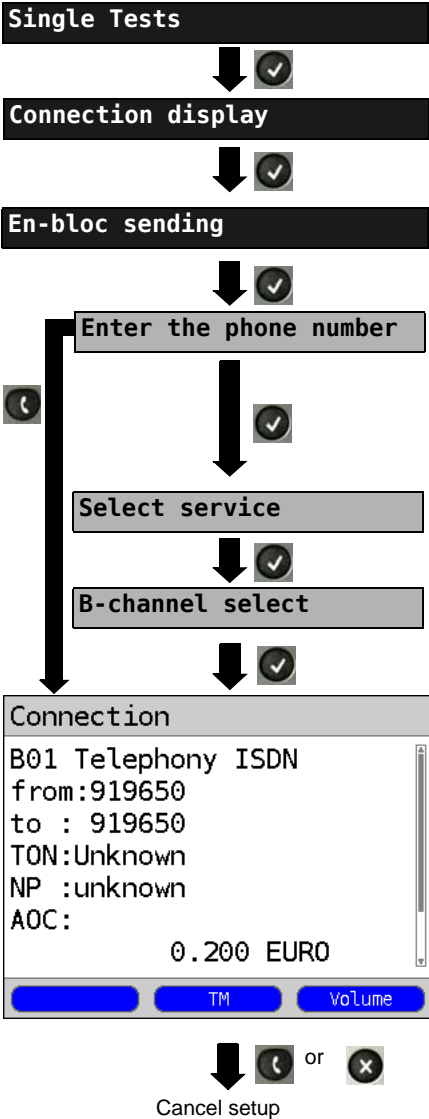 Single Tests
Connection display
En-bloc sending
Enter the phone number
Select service
B-channel select
Connection
B01 Telephony ISDN
from:919650
to : 919650
TON:Unknown
NP :unknown
AOC:
0.200 EURO
TM Volume
or
Cancel setup